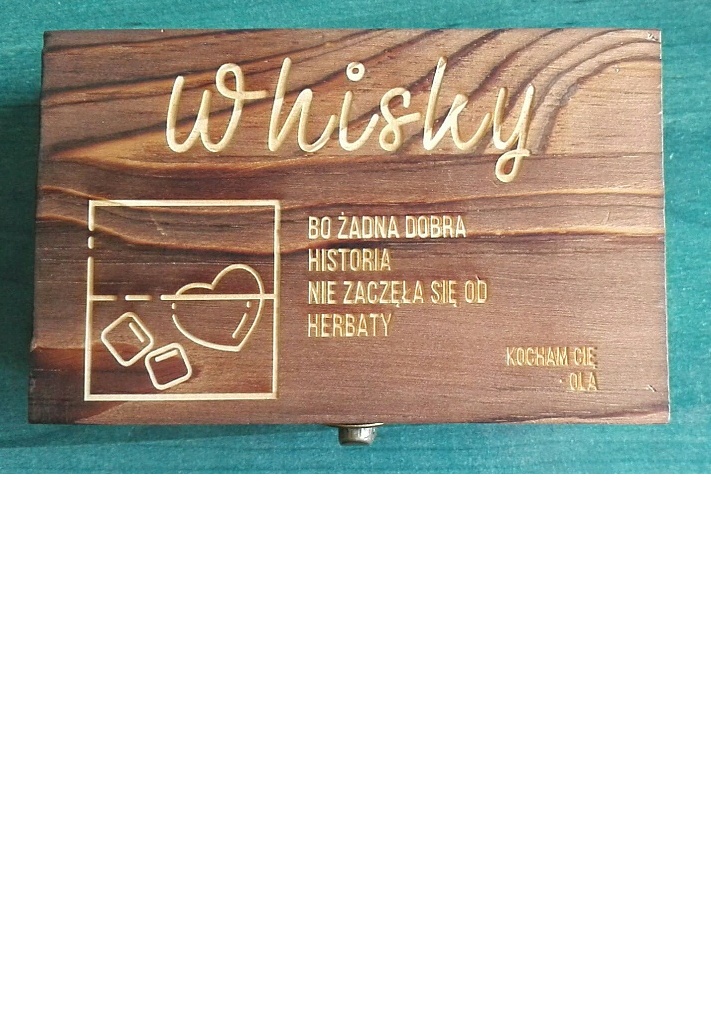 Whisky
BO ŻADNA DOBRA
HISTORIA
NIE ZACZĘŁA SIĘ OD
HERBATY
KOCHAM CIĘ
OLA